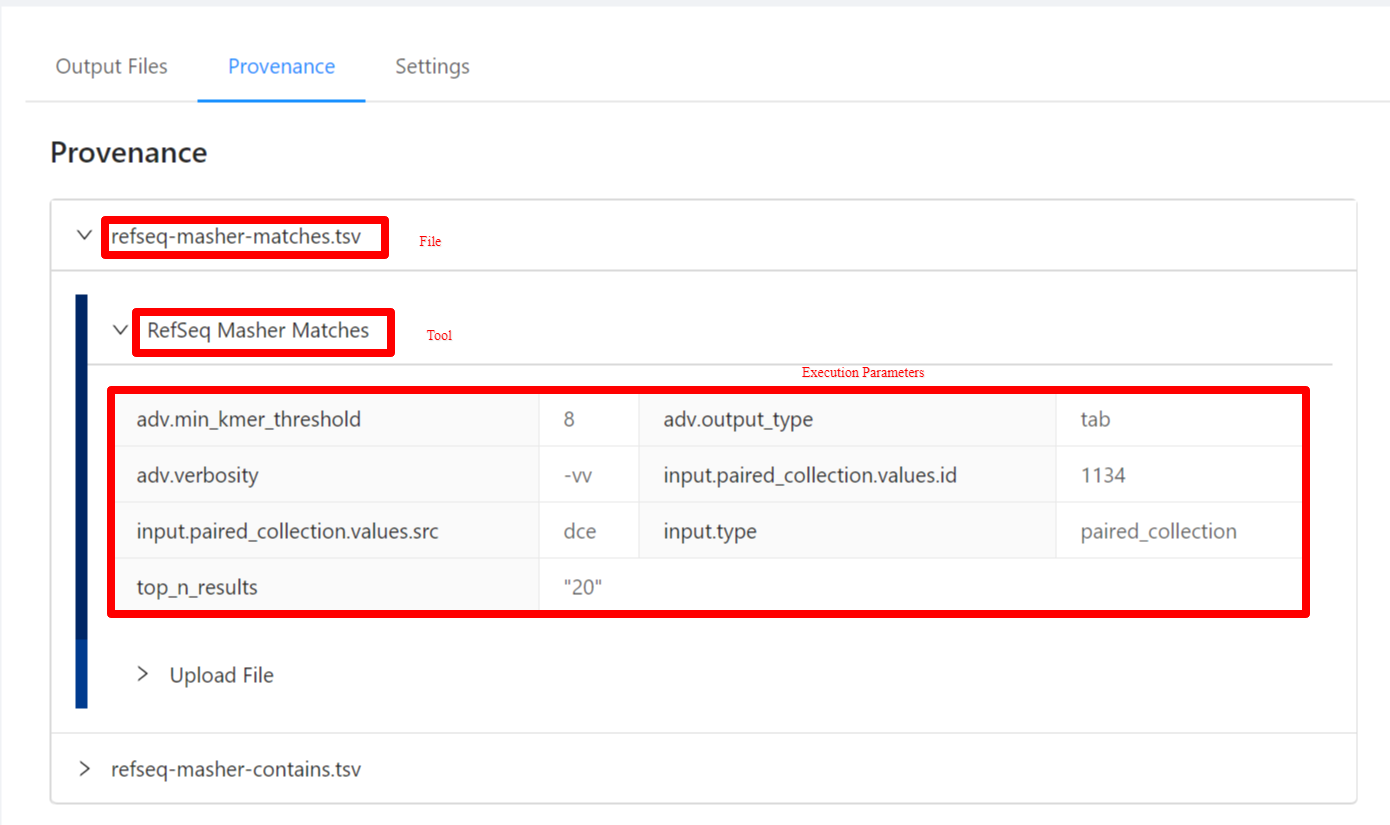 Output Files Provenance Settings
Provenance
refseq-masher-matches.tsv File
RefSeq Masher Matches Tool
Execution Parameters
adv.min_kmer_threshold 8 adv.output_type tab
adv.verbosity -vv input.paired_collection.values.id 1134
input.paired_collection.values.src dce input.type paired_collection
top_n_results "20"
Upload File
refseq-masher-contains.tsv